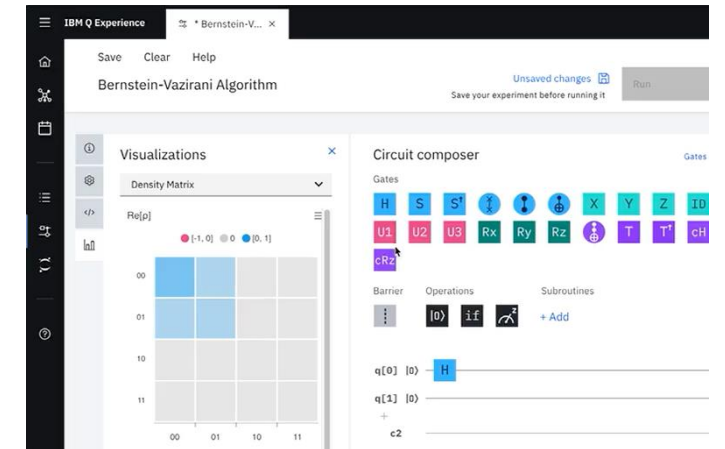 IBM Q Experience
* Bernstein-V... ×
Save Clear Help
Bernstein-Vazirani Algorithm
Unsaved changes
Save your experiment before running it
Run
Visualizations ×
Density Matrix
Re[ρ]
[-1, 0] 0 [0, 1]
00
01
10
11
00 01 10 11
Circuit composer
Gates
Gates
H S S† X Y Z ID
U1 U2 U3 Rx Ry Rz T T† cH
cRz
Barrier Operations Subroutines
|0⟩ if z + Add
q[0] |0⟩ H
q[1] |0⟩
+
c2